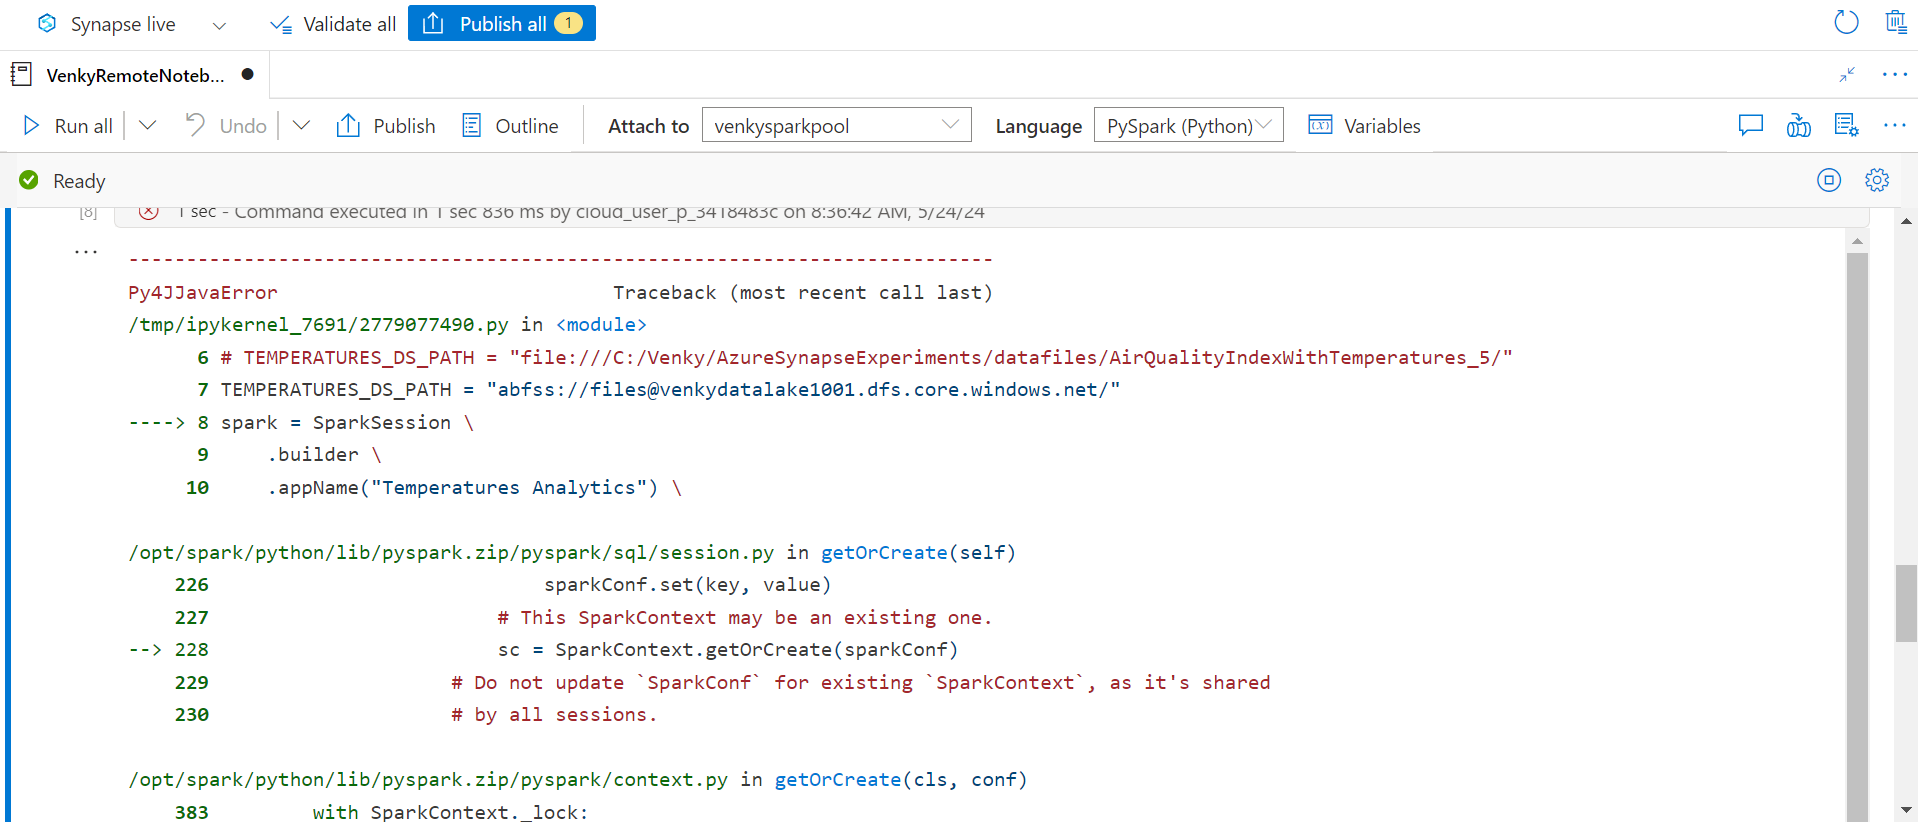 Synapse live Validate all Publish all 1
VenkyRemoteNoteb...
Run all Undo Publish Outline Attach to venkysparkpool Language PySpark (Python) Variables
Ready
[8] 1 sec - Command executed in 1 sec 836 ms by cloud_user_p_3418483c on 8:36:42 AM, 5/24/24
---------------------------------------------------------------------------
Py4JJavaError                             Traceback (most recent call last)
/tmp/ipykernel_7691/2779077490.py in <module>
      6 # TEMPERATURES_DS_PATH = "file:///C:/Venky/AzureSynapseExperiments/datafiles/AirQualityIndexWithTemperatures_5/"
      7 TEMPERATURES_DS_PATH = "abfss://files@venkydatalake1001.dfs.core.windows.net/"
----> 8 spark = SparkSession \
      9     .builder \
     10     .appName("Temperatures Analytics") \
/opt/spark/python/lib/pyspark.zip/pyspark/sql/session.py in getOrCreate(self)
    226                             sparkConf.set(key, value)
    227                         # This SparkContext may be an existing one.
--> 228                         sc = SparkContext.getOrCreate(sparkConf)
    229                     # Do not update `SparkConf` for existing `SparkContext`, as it's shared
    230                     # by all sessions.
/opt/spark/python/lib/pyspark.zip/pyspark/context.py in getOrCreate(cls, conf)
    383         with SparkContext._lock: